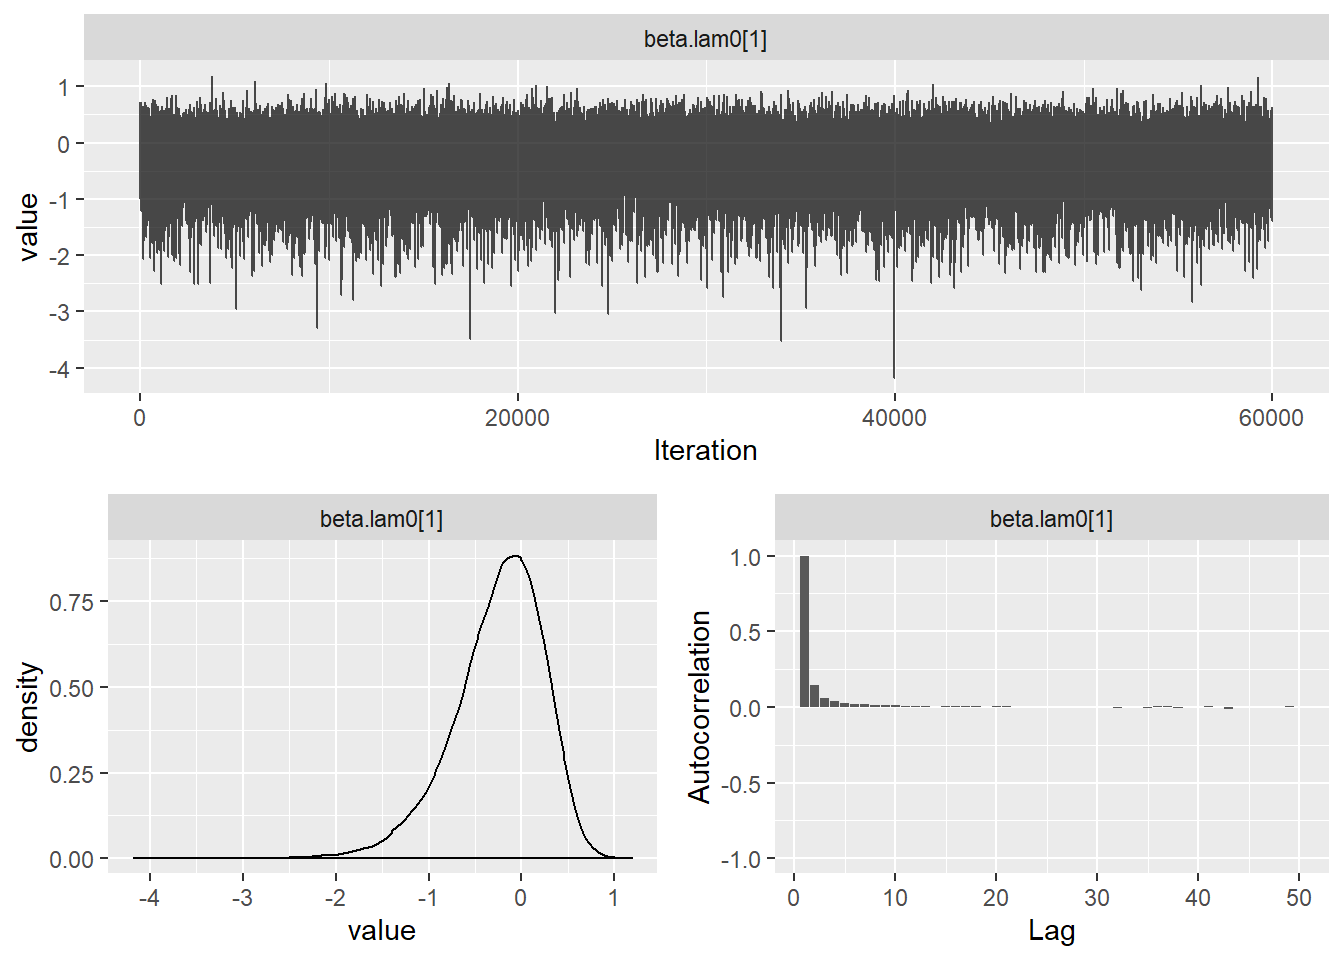 beta.lam0[1]
value
1
0
-1
-2
-3
-4
0 20000 40000 60000
Iteration
beta.lam0[1]
density
0.75
0.50
0.25
0.00
-4 -3 -2 -1 0 1
value
beta.lam0[1]
Autocorrelation
1.0
0.5
0.0
-0.5
-1.0
0 10 20 30 40 50
Lag